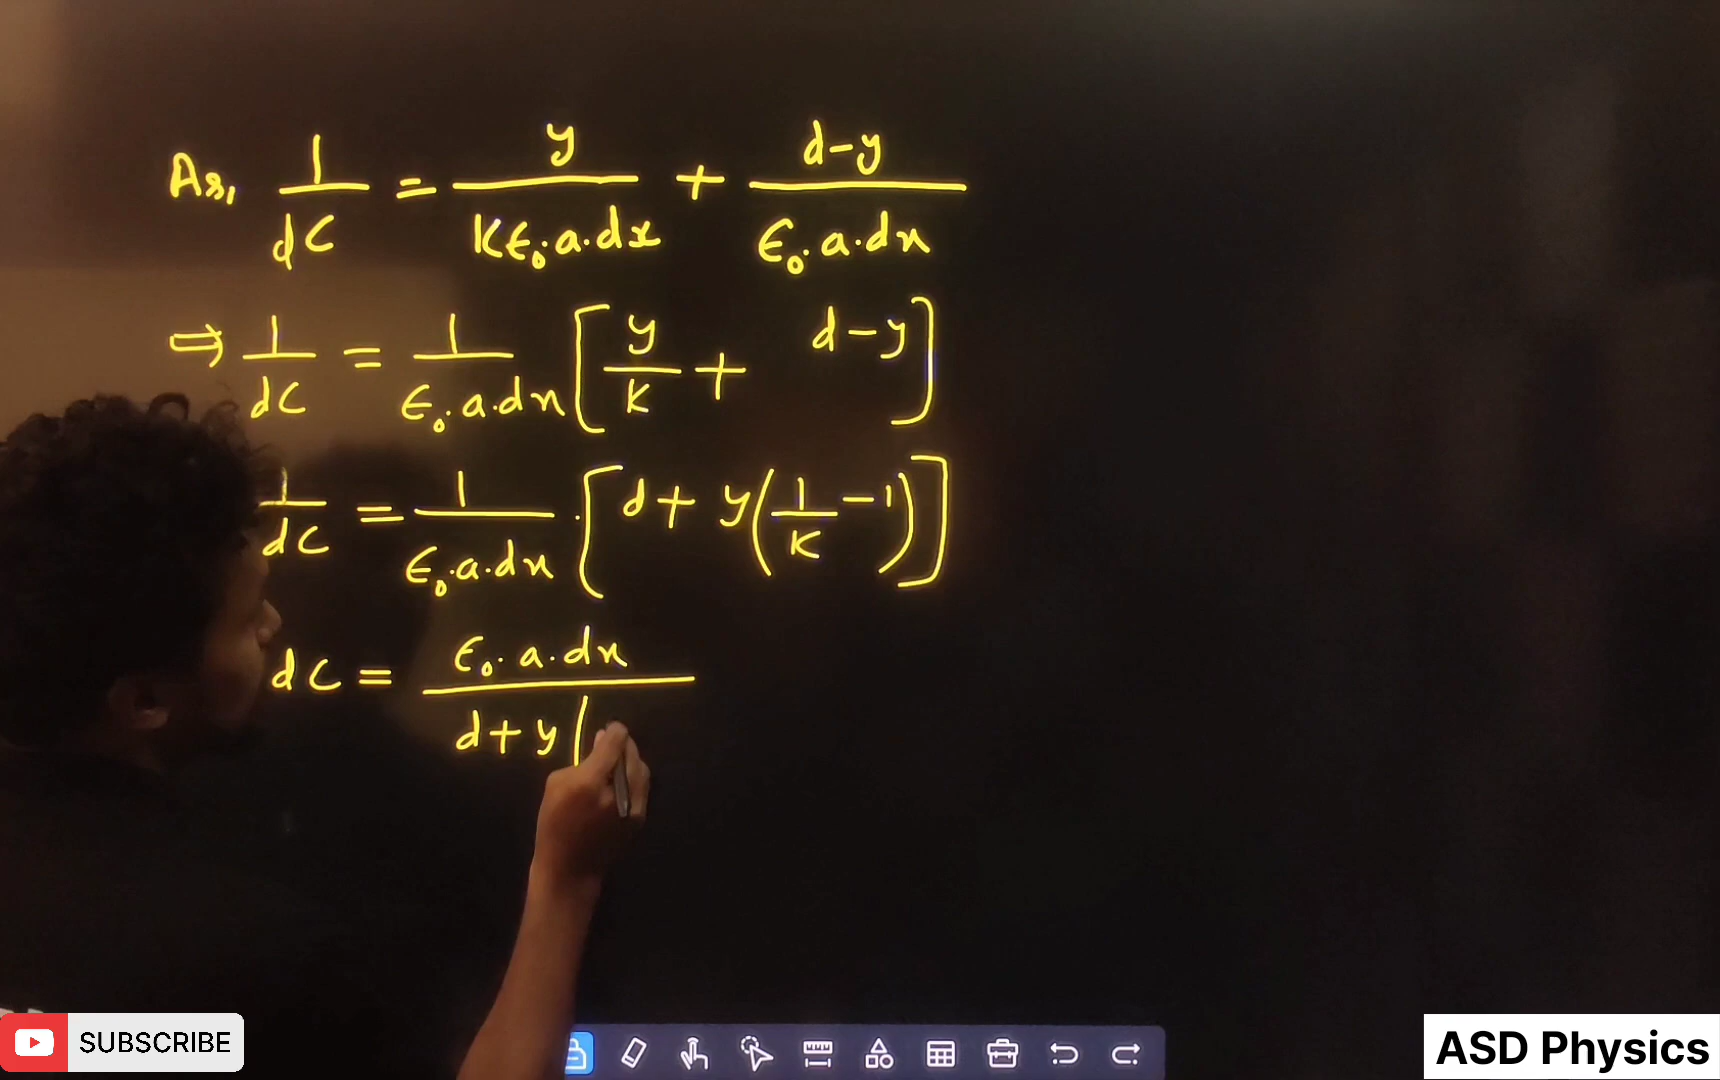 As, 1/dC = y/(Kε₀·a·dx) + (d-y)/(ε₀·a·dx)
⇒ 1/dC = 1/(ε₀·a·dx) [y/K + d-y]
1/dC = 1/(ε₀·a·dx) · [d + y(1/K - 1)]
dC = ε₀·a·dx / d + y(
SUBSCRIBE
ASD Physics